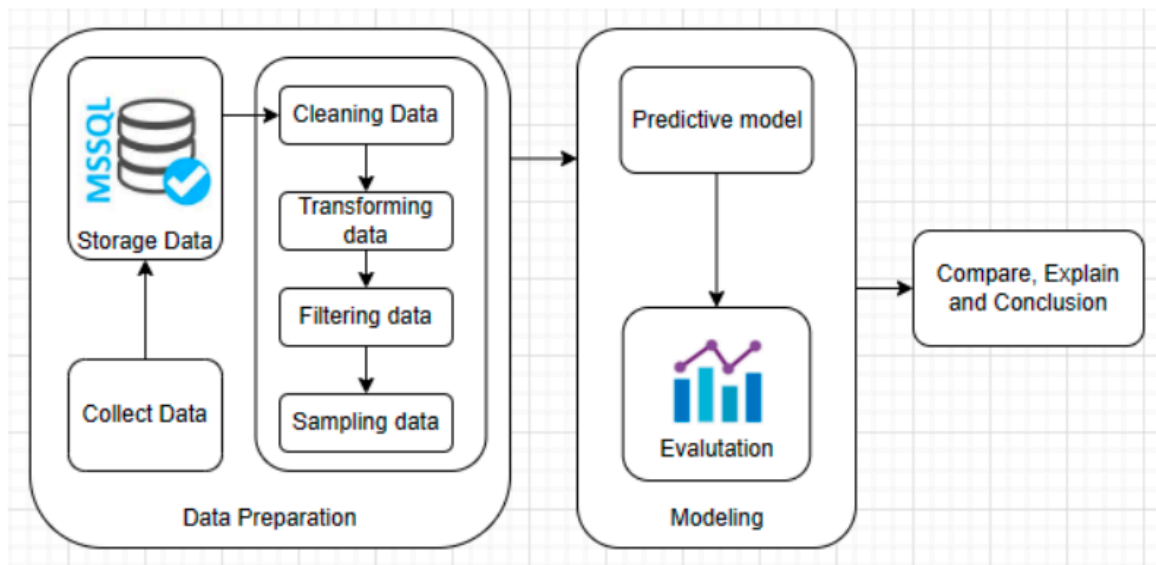 MSSQL
Storage Data
Collect Data
Cleaning Data
Transforming
data
Filtering data
Sampling data
Data Preparation
Predictive model
Evalutation
Modeling
Compare, Explain
and Conclusion